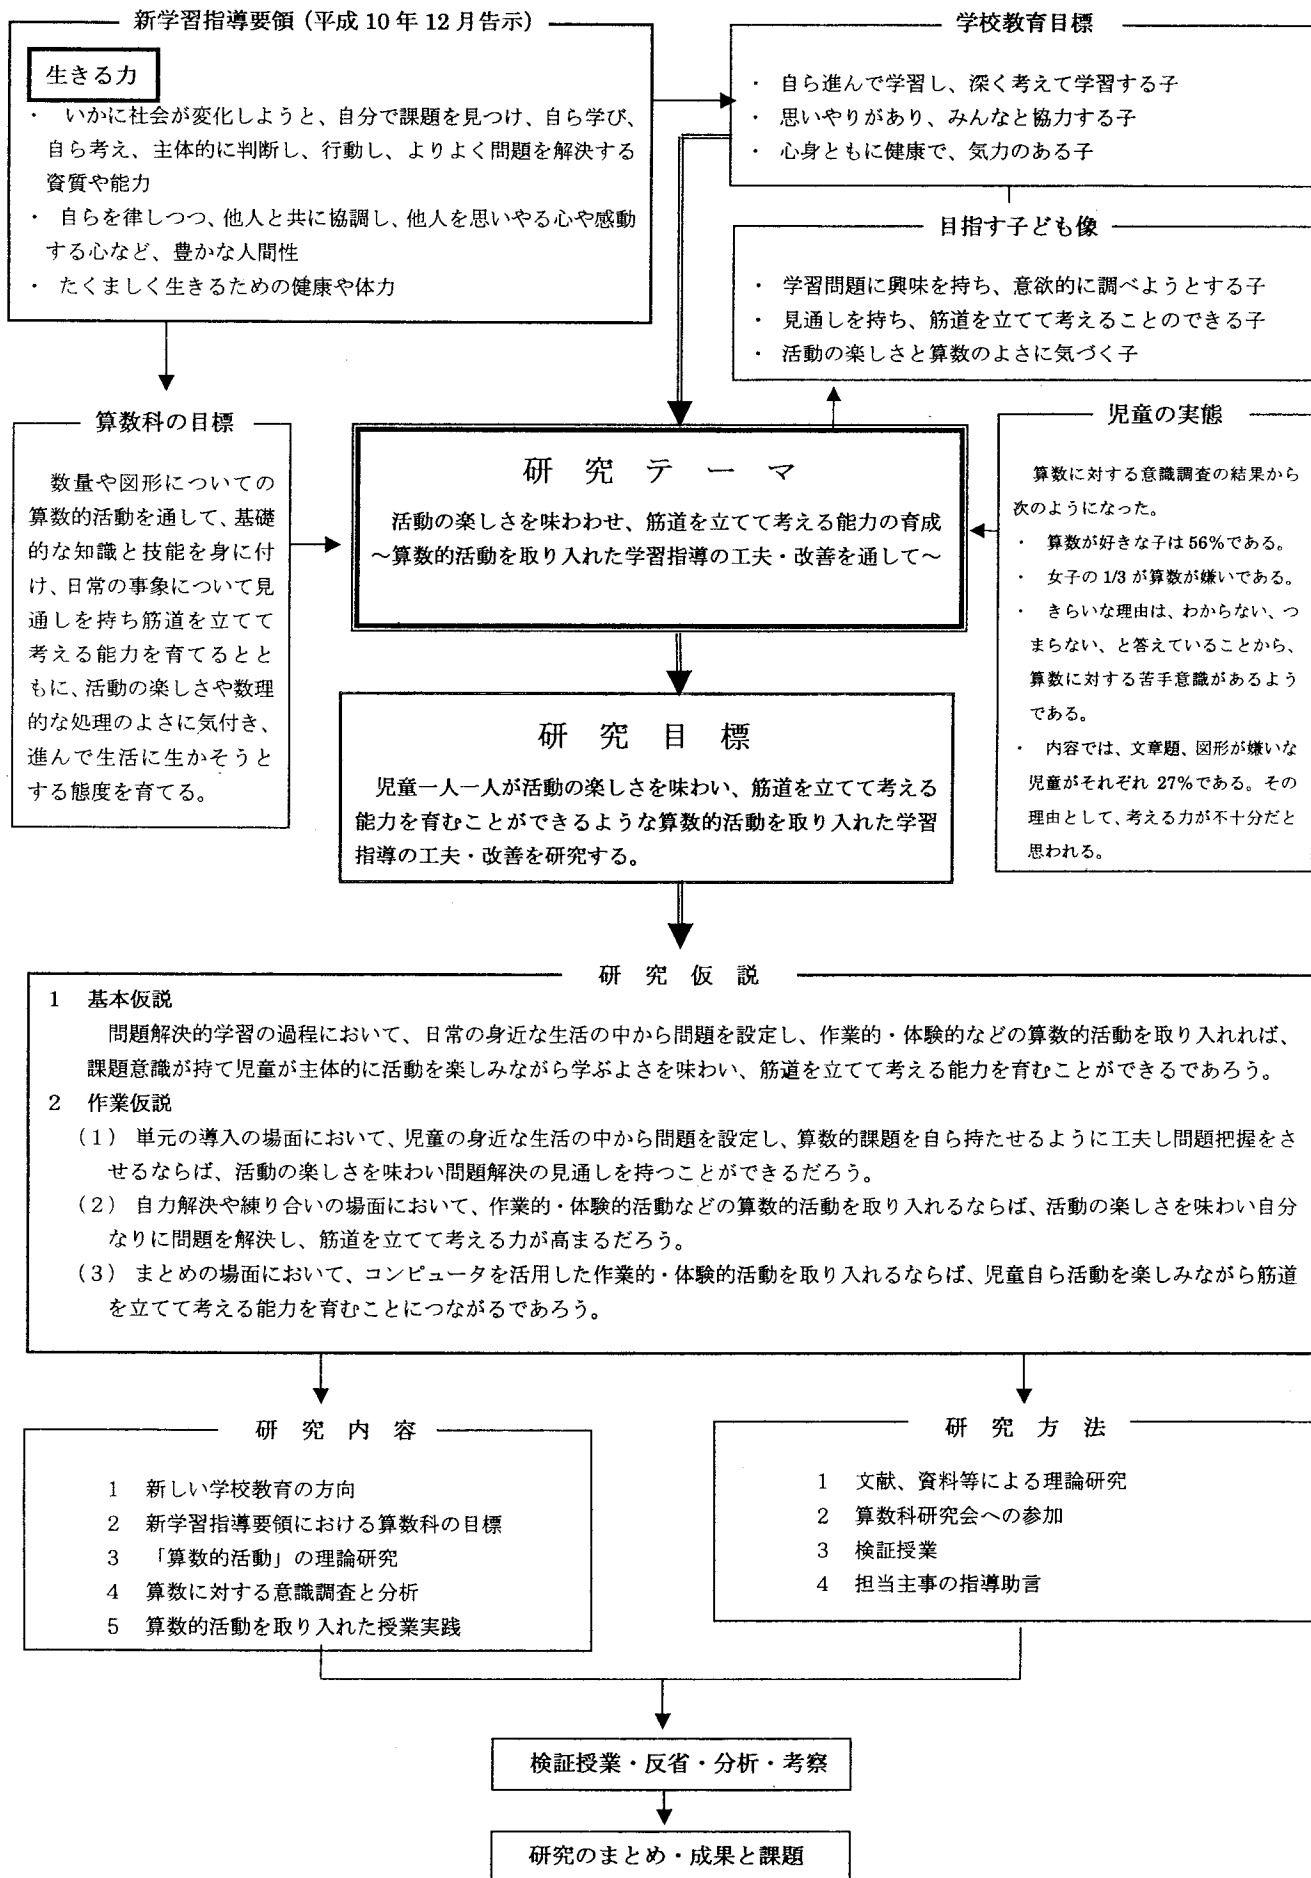 新学習指導要領（平成10年12月告示）
生きる力
・ いかに社会が変化しようと、自分で課題を見つけ、自ら学び、
自ら考え、主体的に判断し、行動し、よりよく問題を解決する
資質や能力
・ 自らを律しつつ、他人と共に協調し、他人を思いやる心や感動
する心など、豊かな人間性
・ たくましく生きるための健康や体力
学校教育目標
・ 自ら進んで学習し、深く考えて学習する子
・ 思いやりがあり、みんなと協力する子
・ 心身ともに健康で、気力のある子
目指す子ども像
・ 学習問題に興味を持ち、意欲的に調べようとする子
・ 見通しを持ち、筋道を立てて考えることのできる子
・ 活動の楽しさと算数のよさに気づく子
算数科の目標
数量や図形についての
算数的活動を通して、基礎
的な知識と技能を身に付
け、日常の事象について見
通しを持ち筋道を立てて
考える能力を育てるとと
もに、活動の楽しさや数理
的な処理のよさに気付き、
進んで生活に生かそうと
する態度を育てる。
研究テーマ
活動の楽しさを味わわせ、筋道を立てて考える能力の育成
～算数的活動を取り入れた学習指導の工夫・改善を通して～
児童の実態
算数に対する意識調査の結果から
次のようになった。
・ 算数が好きな子は56%である。
・ 女子の1/3が算数が嫌いである。
・ きらいな理由は、わからない、つ
まらない、と答えていることから、
算数に対する苦手意識があるよう
である。
・ 内容では、文章題、図形が嫌いな
児童がそれぞれ27%である。その
理由として、考える力が不十分だと
思われる。
研究目標
児童一人一人が活動の楽しさを味わい、筋道を立てて考える
能力を育むことができるような算数的活動を取り入れた学習
指導の工夫・改善を研究する。
研究仮説
1 基本仮説
問題解決的学習の過程において、日常の身近な生活の中から問題を設定し、作業的・体験的などの算数的活動を取り入れれば、
課題意識が持て児童が主体的に活動を楽しみながら学ぶよさを味わい、筋道を立てて考える能力を育むことができるであろう。
2 作業仮説
（1） 単元の導入の場面において、児童の身近な生活の中から問題を設定し、算数的課題を自ら持たせるように工夫し問題把握をさ
せるならば、活動の楽しさを味わい問題解決の見通しを持つことができるだろう。
（2） 自力解決や練り合いの場面において、作業的・体験的活動などの算数的活動を取り入れるならば、活動の楽しさを味わい自分
なりに問題を解決し、筋道を立てて考える力が高まるだろう。
（3） まとめの場面において、コンピュータを活用した作業的・体験的活動を取り入れるならば、児童自ら活動を楽しみながら筋道
を立てて考える能力を育むことにつながるであろう。
研究内容
1 新しい学校教育の方向
2 新学習指導要領における算数科の目標
3 「算数的活動」の理論研究
4 算数に対する意識調査と分析
5 算数的活動を取り入れた授業実践
研究方法
1 文献、資料等による理論研究
2 算数科研究会への参加
3 検証授業
4 担当主事の指導助言
検証授業・反省・分析・考察
研究のまとめ・成果と課題